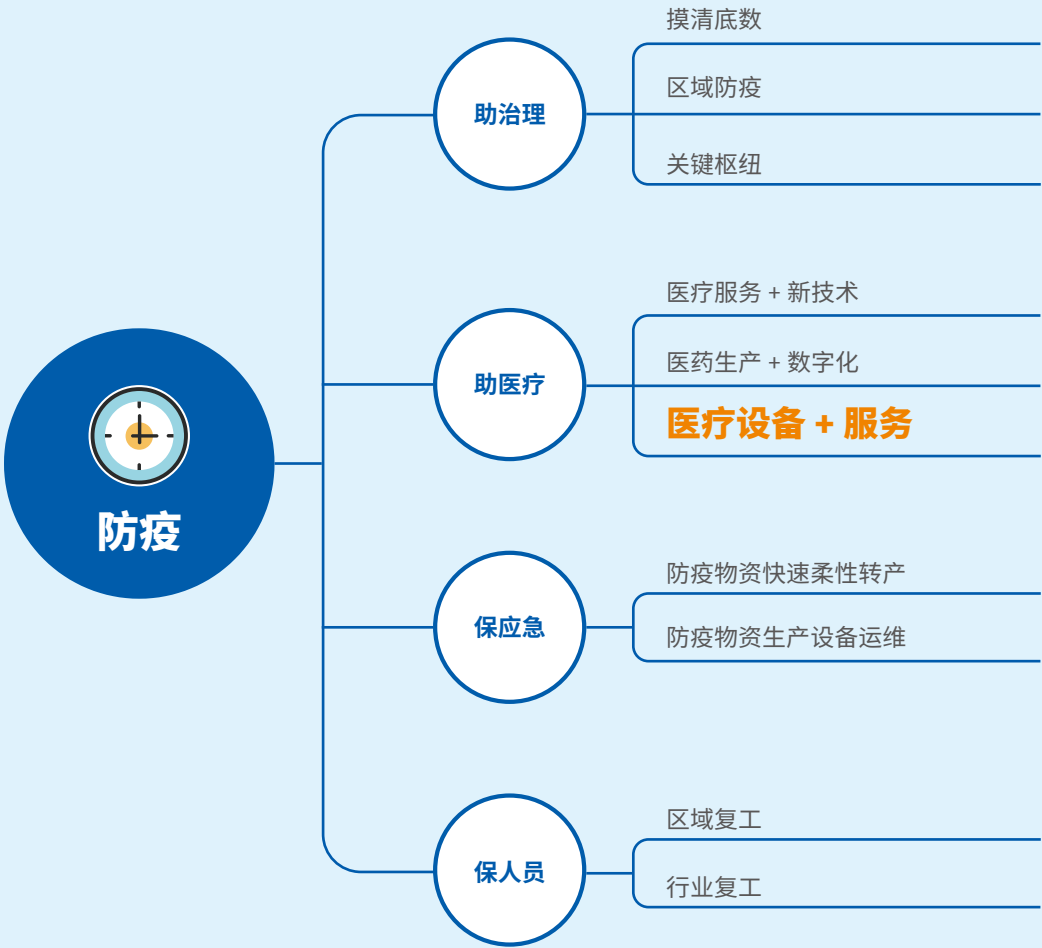 防疫
助治理
摸清底数
区域防疫
关键枢纽
助医疗
医疗服务 + 新技术
医药生产 + 数字化
医疗设备 + 服务
保应急
防疫物资快速柔性转产
防疫物资生产设备运维
保人员
区域复工
行业复工